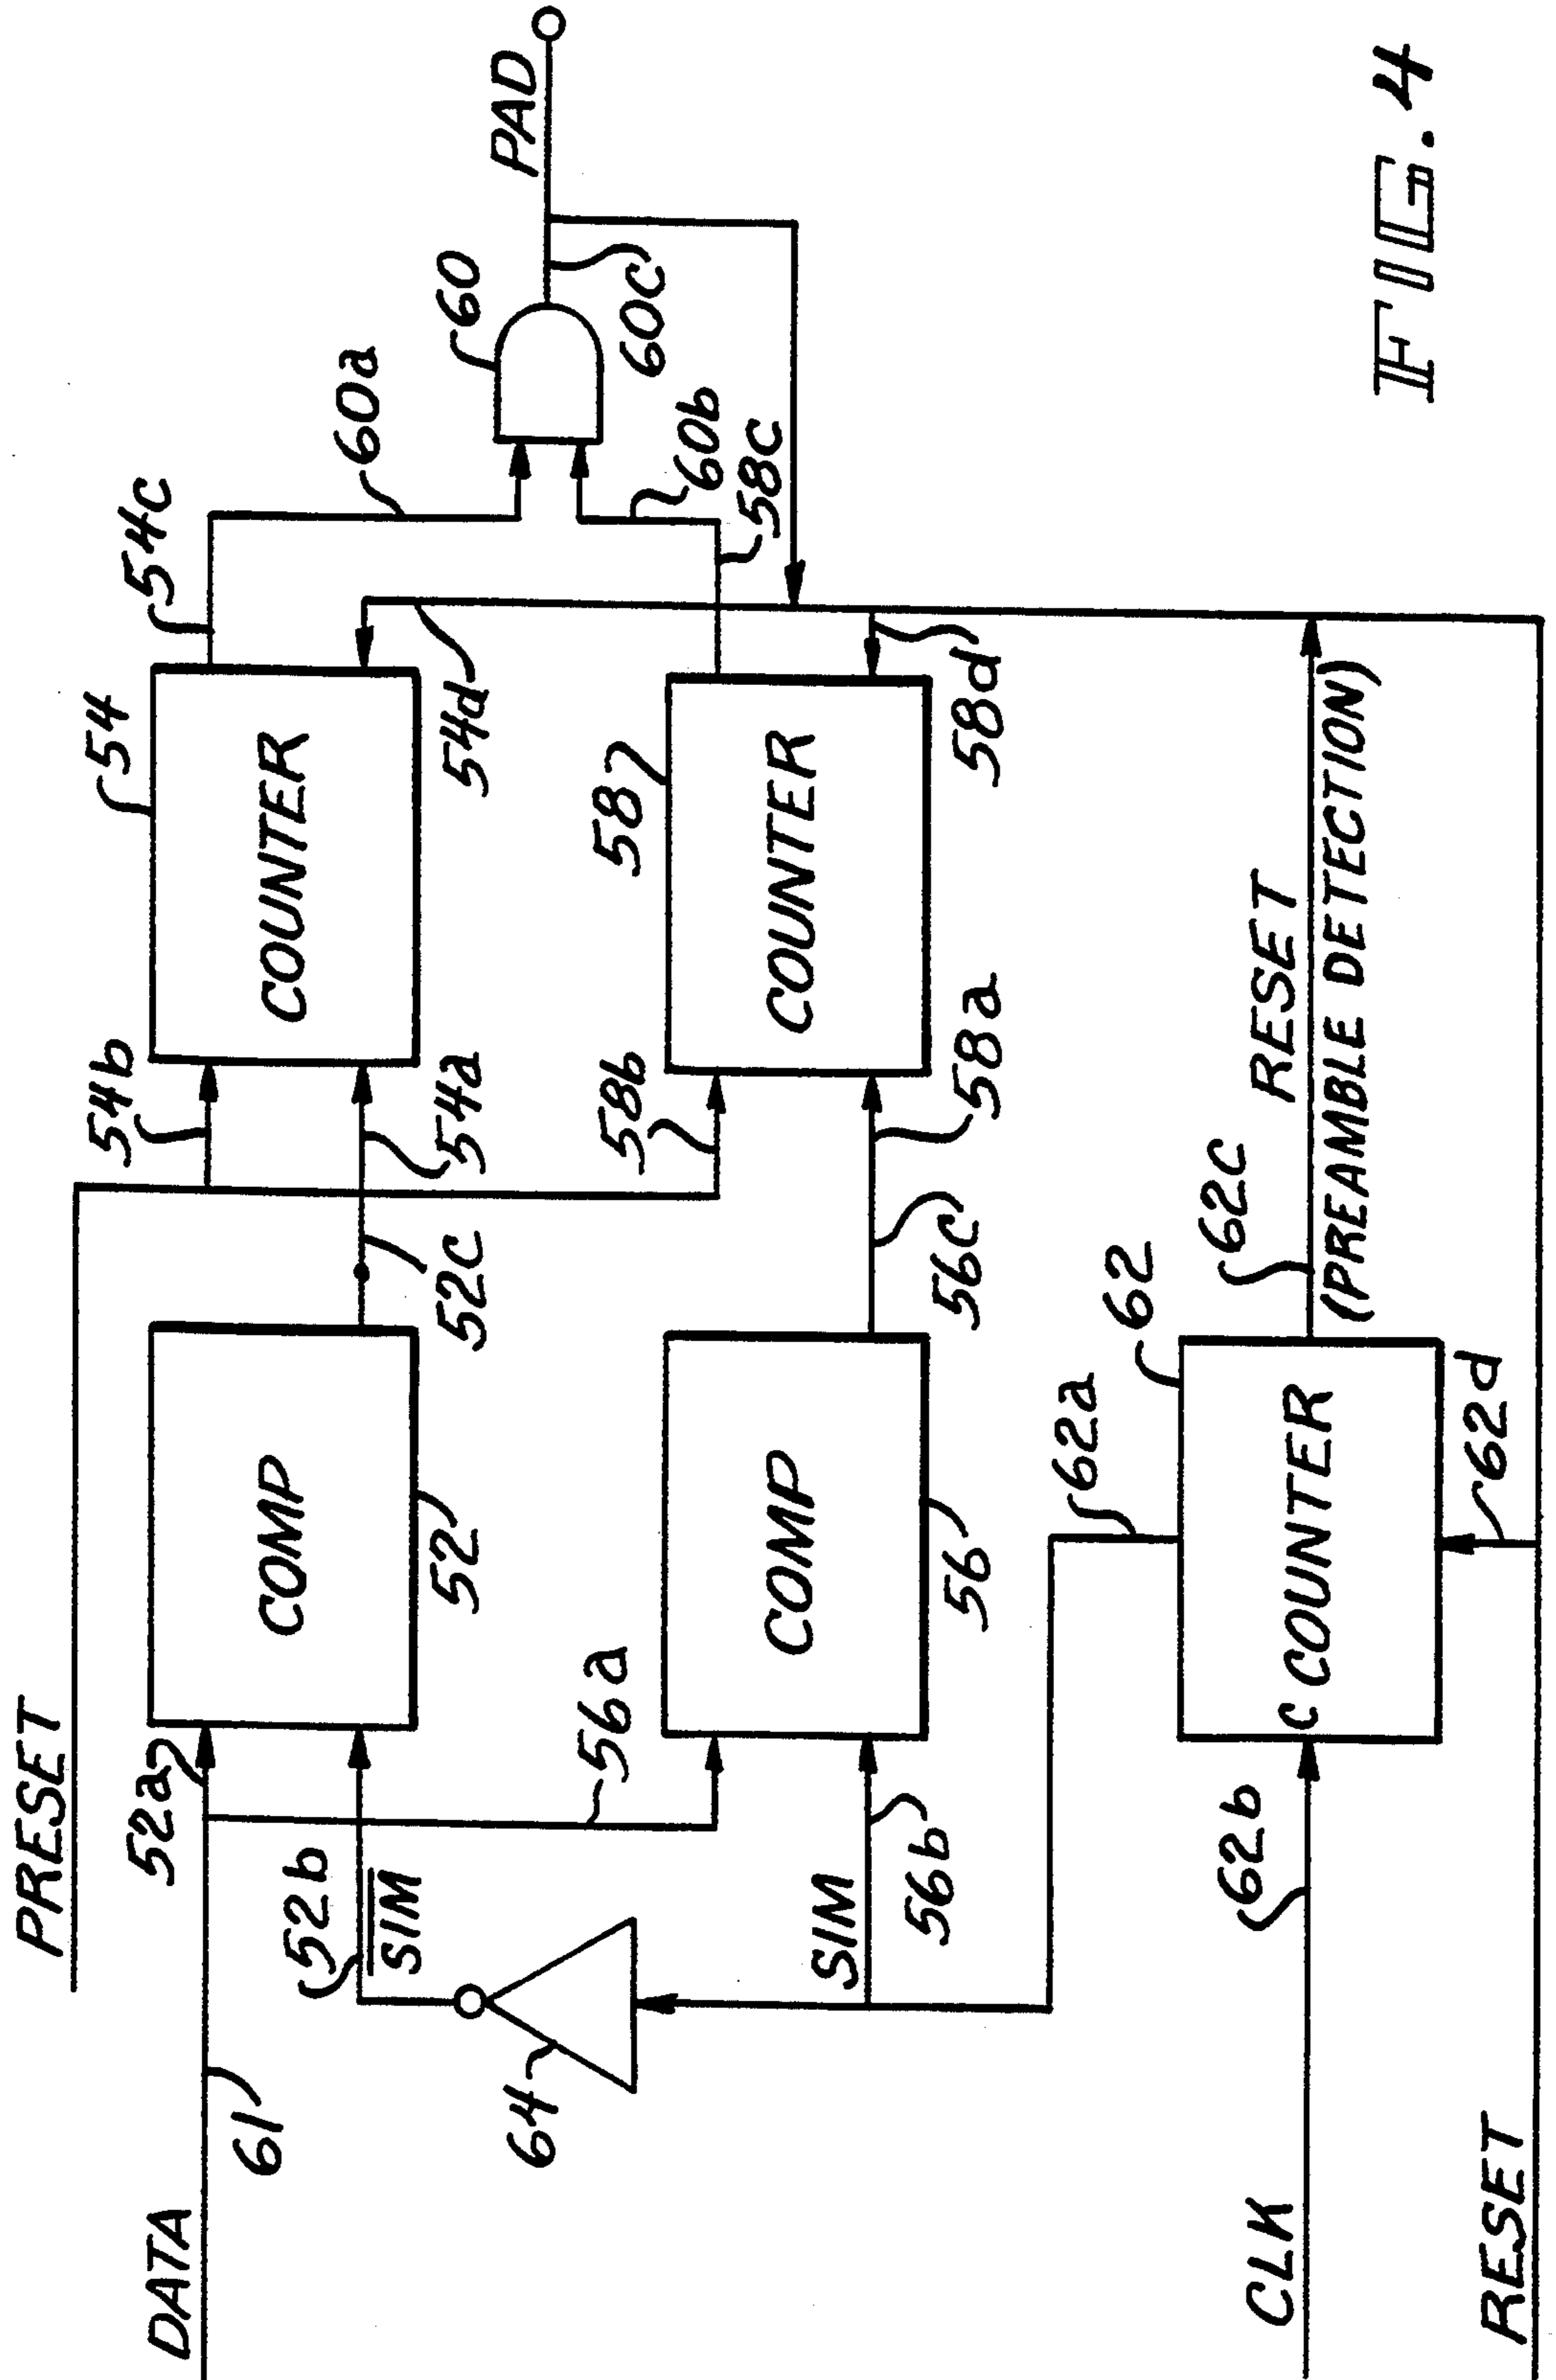 PRESET
DATA
61
52a
52b
SIM
64
COMP
52
52c
54b
54a
54
COUNTER
54c
54d
60a
60
PAD
60c
60b
58c
56a
SIM
56b
COMP
56
56c
58b
58a
58
COUNTER
58d
62a
62
CLK
62b
C COUNTER
62c
RESET
(PREAMBLE DETECTION)
62d
RESET
FIG. 4